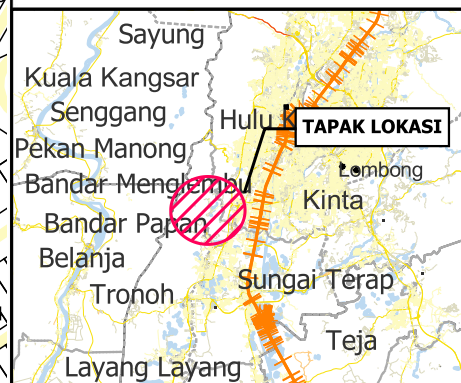 Sayung
Kuala Kangsar
Senggang
Hulu K
TAPAK LOKASI
Pekan Manong
Lombong
Bandar Menglembu
Kinta
Bandar Papan
Belanja
Sungai Terap
Tronoh
Teja
Layang Layang